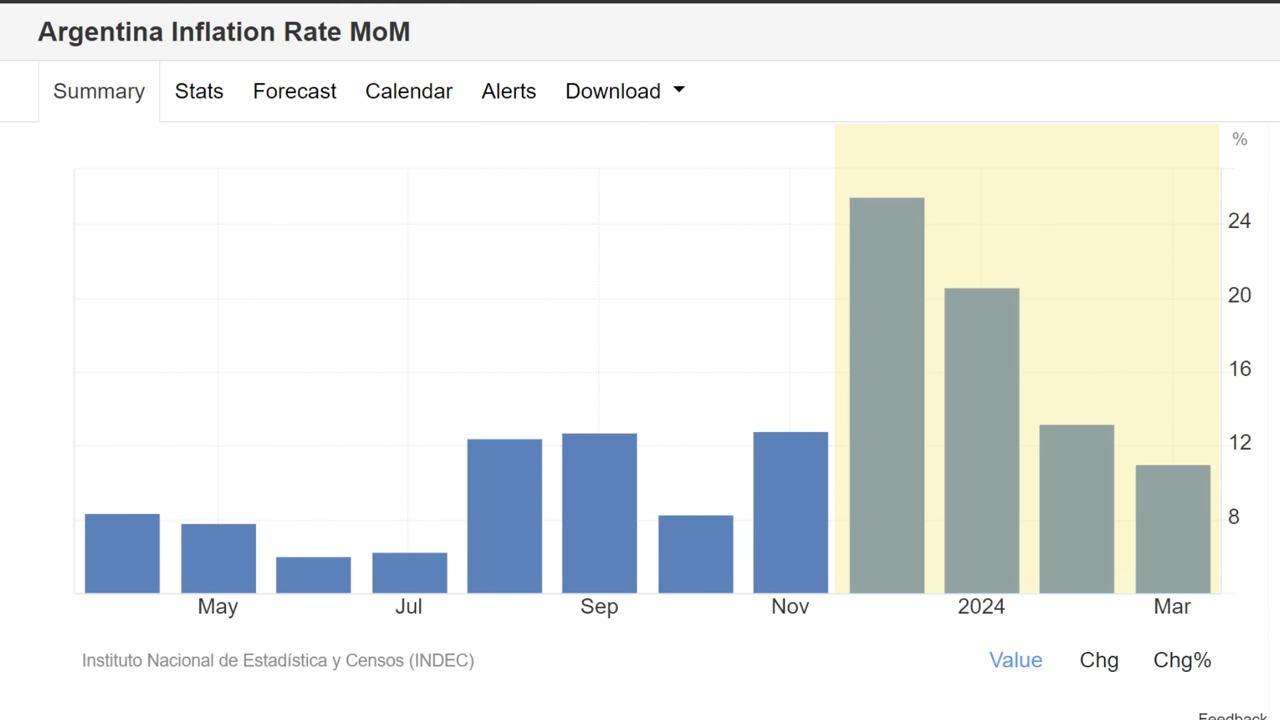 Argentina Inflation Rate MoM
Summary Stats Forecast Calendar Alerts Download
%
24
20
16
12
8
May Jul Sep Nov 2024 Mar
Instituto Nacional de Estadística y Censos (INDEC) Value Chg Chg%
Feedback